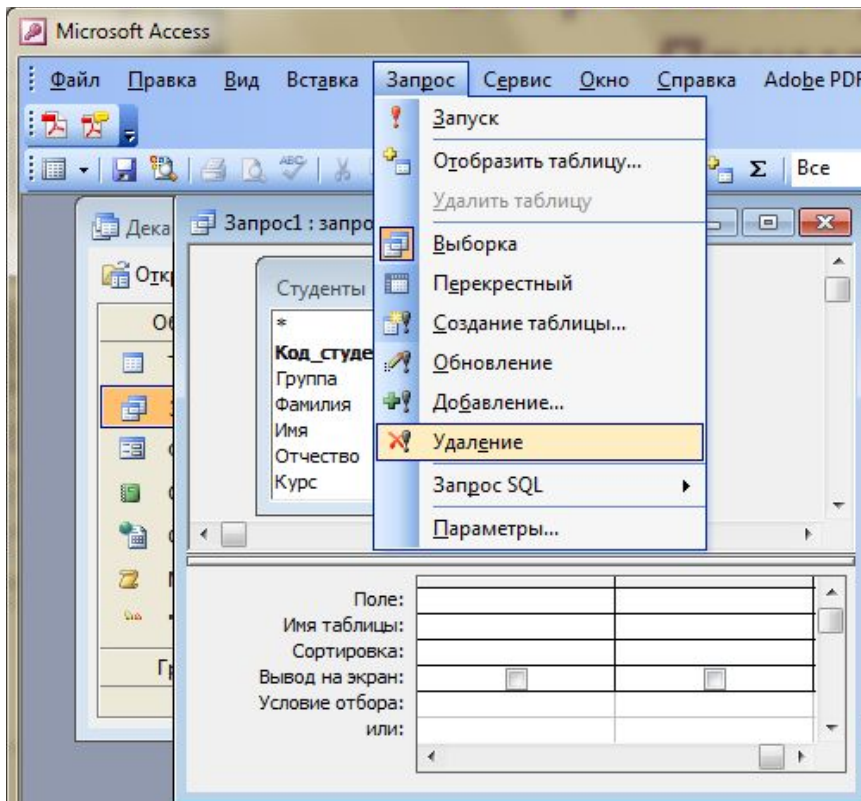 Microsoft Access
Файл Правка Вид Вставка Запрос Сервис Окно Справка Adobe PDF
Запуск
Отобразить таблицу...
Удалить таблицу
Выборка
Перекрестный
Создание таблицы...
Обновление
Добавление...
Удаление
Запрос SQL
Параметры...
Σ Все
Дека
Отк
Об
Гр
Запрос1 : запро
Студенты
*
Код_студе
Группа
Фамилия
Имя
Отчество
Курс
Поле:
Имя таблицы:
Сортировка:
Вывод на экран:
Условие отбора:
или: